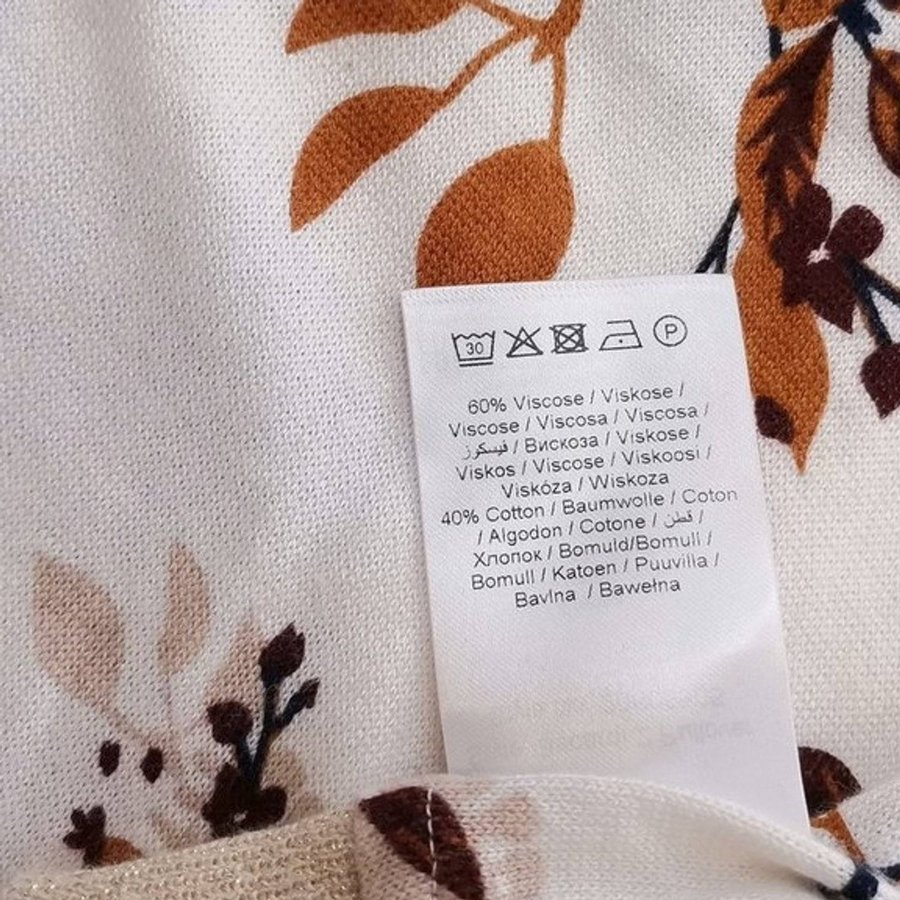 30 P
60% Viscose / Viskose /
Viscose / Viscosa / Viscosa /
فيسكوز / Вискоза / Viskose /
Viskos / Viscose / Viskoosi /
Viskóza / Wiskoza
40% Cotton / Baumwolle / Coton
/ Algodon / Cotone / قطن /
Хлопок / Bomuld/Bomull /
Bomull / Katoen / Puuvilla /
Bavlna / Bawełna